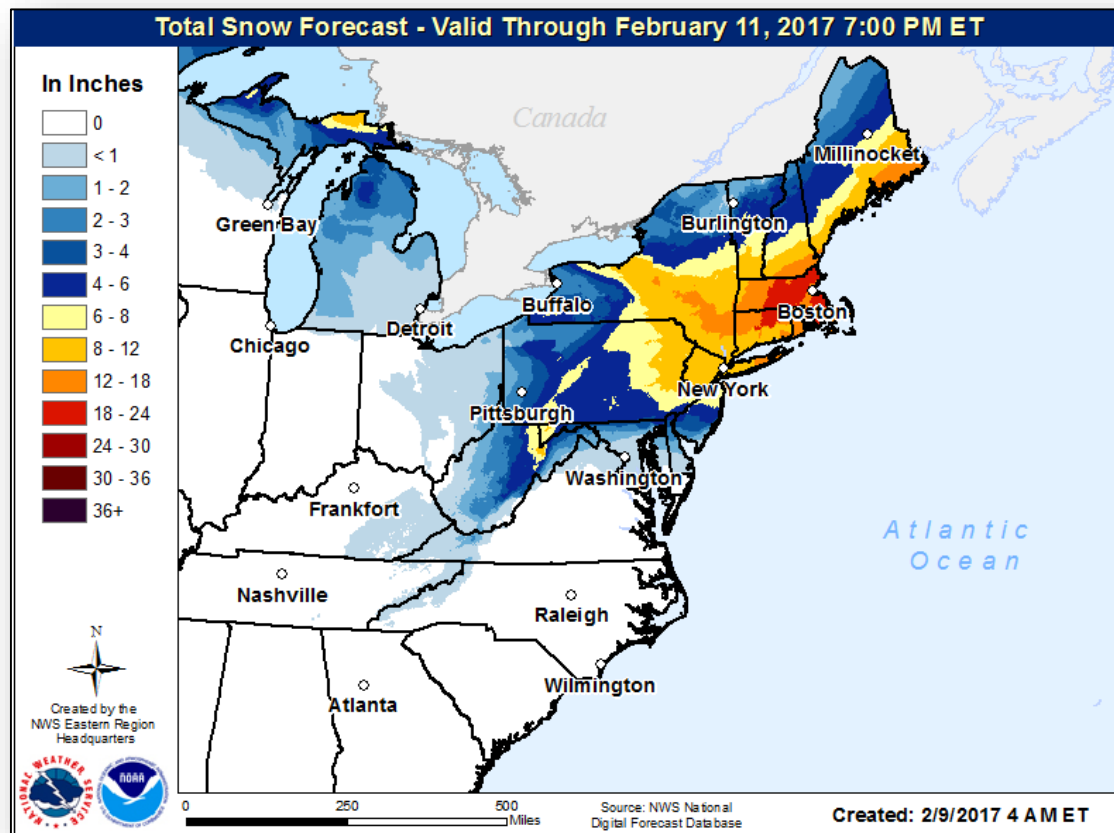 Total Snow Forecast - Valid Through February 11, 2017 7:00 PM ET
In Inches
0
< 1
1 - 2
2 - 3
3 - 4
4 - 6
6 - 8
8 - 12
12 - 18
18 - 24
24 - 30
30 - 36
36+
Canada
Millinocket
Green Bay
Burlington
Buffalo
Boston
Detroit
Chicago
New York
Pittsburgh
Washington
Frankfort
Atlantic
Ocean
Nashville
Raleigh
Wilmington
Atlanta
N
Created by the
NWS Eastern Region
Headquarters
NATIONAL WEATHER SERVICE
NOAA
0 250 500
Miles
Source: NWS National
Digital Forecast Database
Created: 2/9/2017 4 AM ET